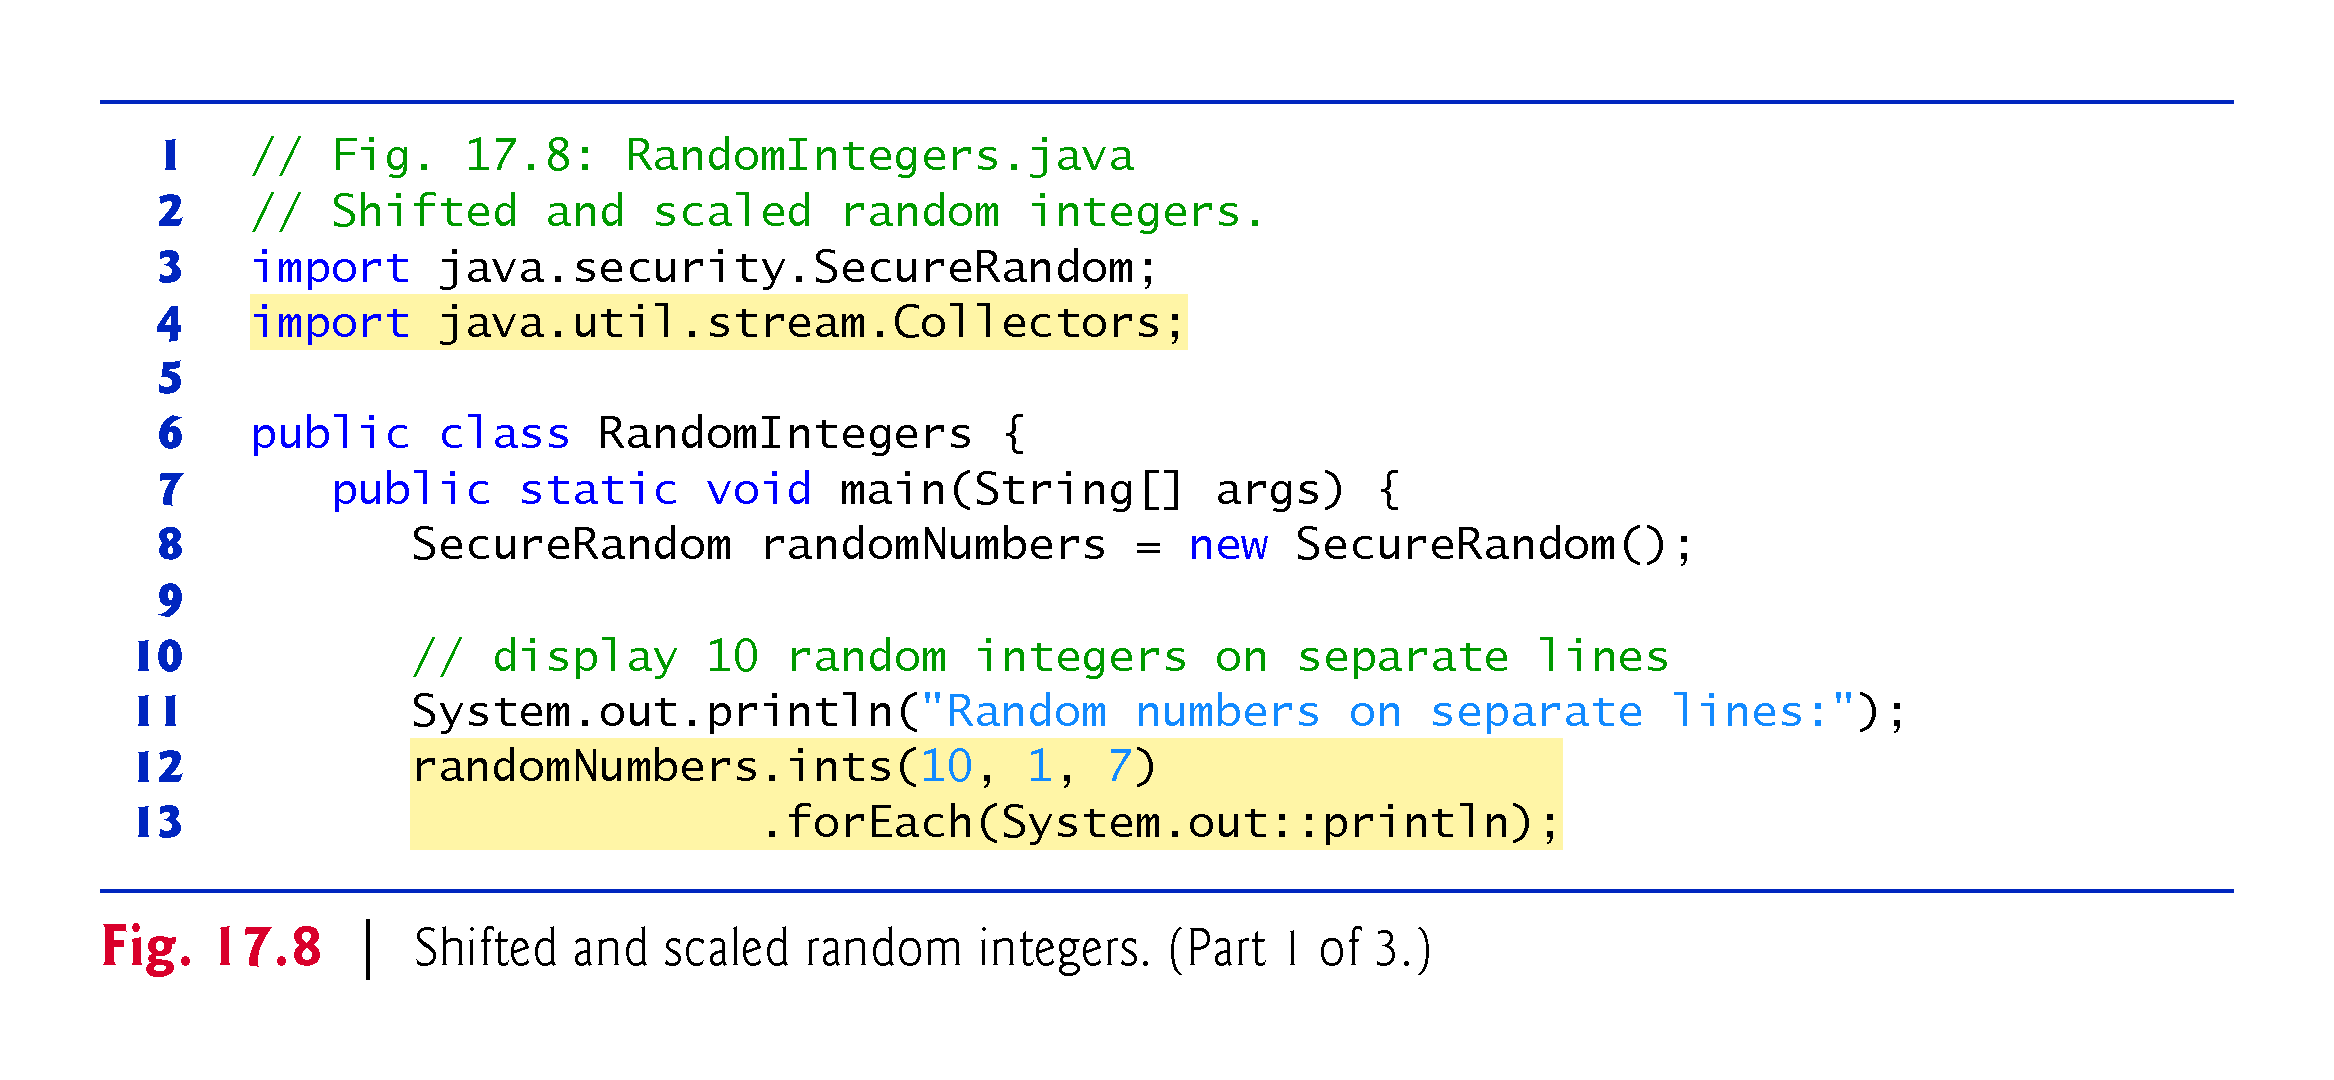 1 // Fig. 17.8: RandomIntegers.java
2 // Shifted and scaled random integers.
3 import java.security.SecureRandom;
4 import java.util.stream.Collectors;
5
6 public class RandomIntegers {
7    public static void main(String[] args) {
8       SecureRandom randomNumbers = new SecureRandom();
9
10       // display 10 random integers on separate lines
11       System.out.println("Random numbers on separate lines:");
12       randomNumbers.ints(10, 1, 7)
13                    .forEach(System.out::println);
Fig. 17.8 | Shifted and scaled random integers. (Part 1 of 3.)